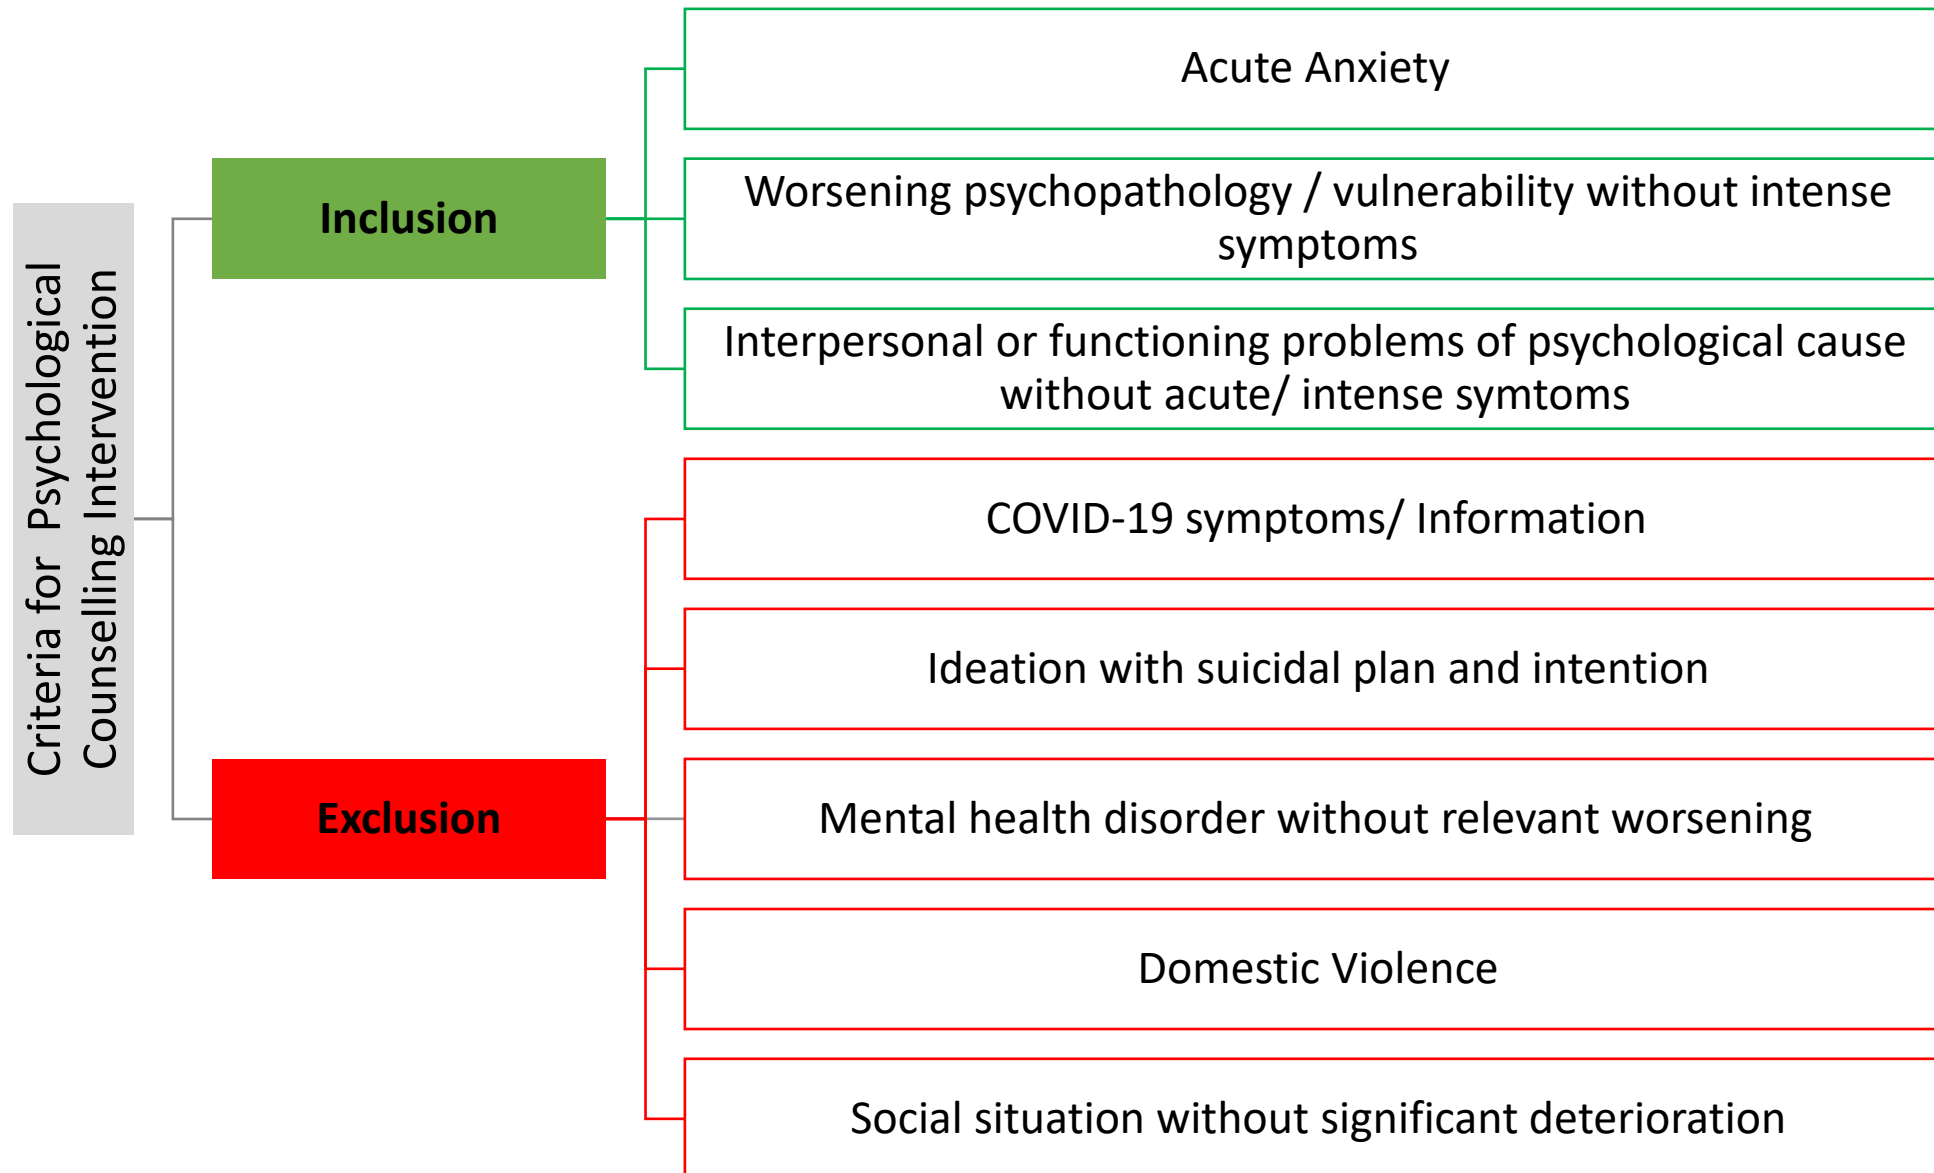 Criteria for Psychological
Counselling Intervention
Inclusion
Acute Anxiety
Worsening psychopathology / vulnerability without intense
symptoms
Interpersonal or functioning problems of psychological cause
without acute/ intense symtoms
Exclusion
COVID-19 symptoms/ Information
Ideation with suicidal plan and intention
Mental health disorder without relevant worsening
Domestic Violence
Social situation without significant deterioration